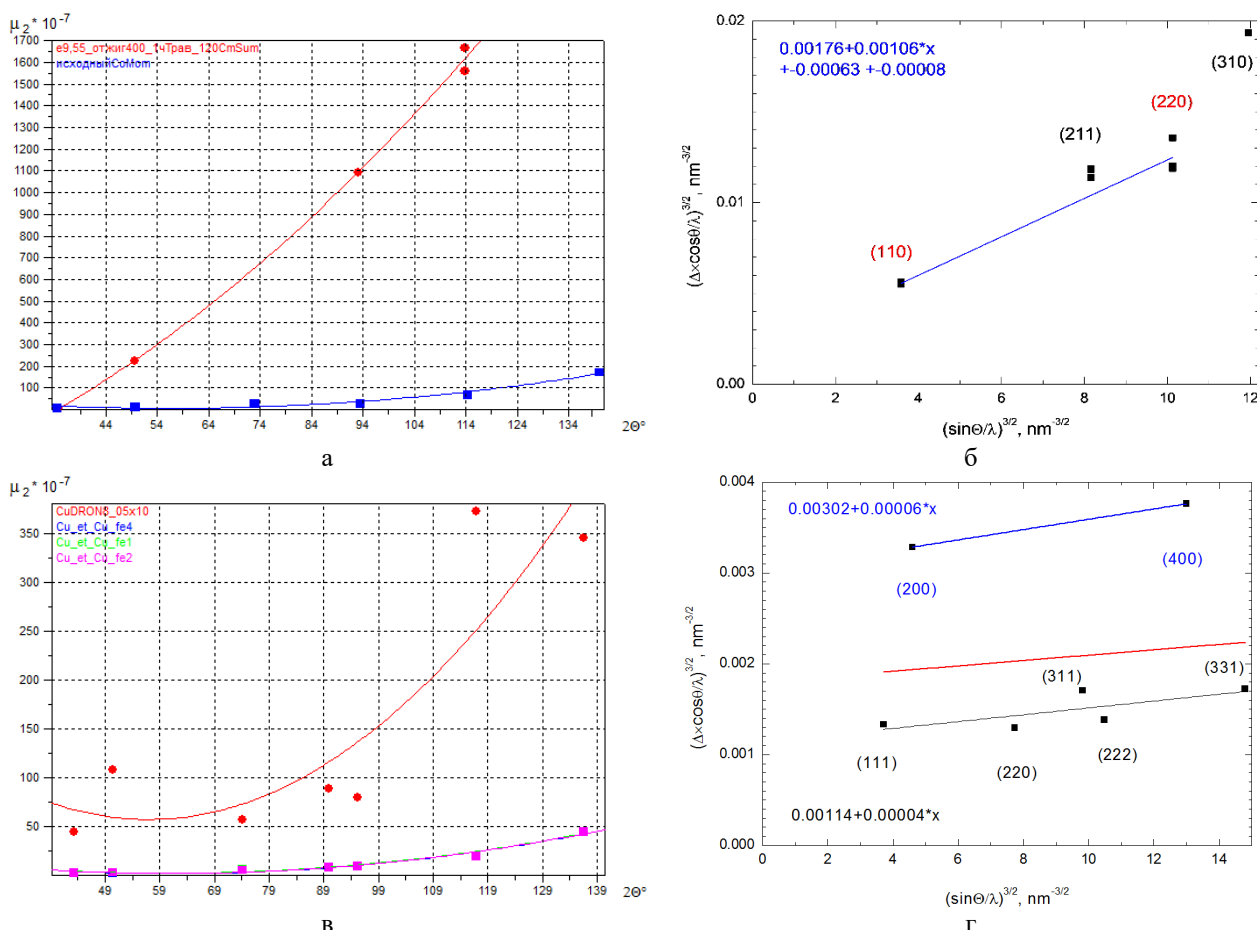 μ2 * 10^-7
1700
1600
1500
1400
1300
1200
1100
1000
900
800
700
600
500
400
300
200
100
е9,55_отжиг400_1чТрав_120CmSum
исходныйСоМоm
44 54 64 74 84 94 104 114 124 134 2Θ°
а
0.02
0.01
0.00
(Δ×cosθ/λ)^3/2, nm^-3/2
0.00176+0.00106*x
+-0.00063 +-0.00008
(310)
(220)
(211)
(110)
0 2 4 6 8 10 12
(sinΘ/λ)^3/2, nm^-3/2
б
μ2 * 10^-7
350
300
250
200
150
100
50
CuDRON8_05x10
Cu_et_Cu_fe4
Cu_et_Cu_fe1
Cu_et_Cu_fe2
49 59 69 79 89 99 109 119 129 139 2Θ°
в
0.004
0.003
0.002
0.001
0.000
(Δ×cosθ/λ)^3/2, nm^-3/2
0.00302+0.00006*x
(200)
(400)
(311)
(331)
(111)
(220)
(222)
0.00114+0.00004*x
0 2 4 6 8 10 12 14
(sinΘ/λ)^3/2, nm^-3/2
г